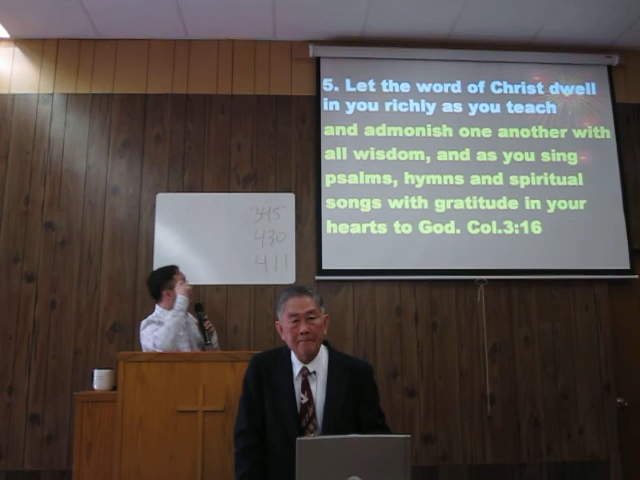 5. Let the word of Christ dwell
in you richly as you teach
and admonish one another with
all wisdom, and as you sing
psalms, hymns and spiritual
songs with gratitude in your
hearts to God. Col.3:16
345
430
411